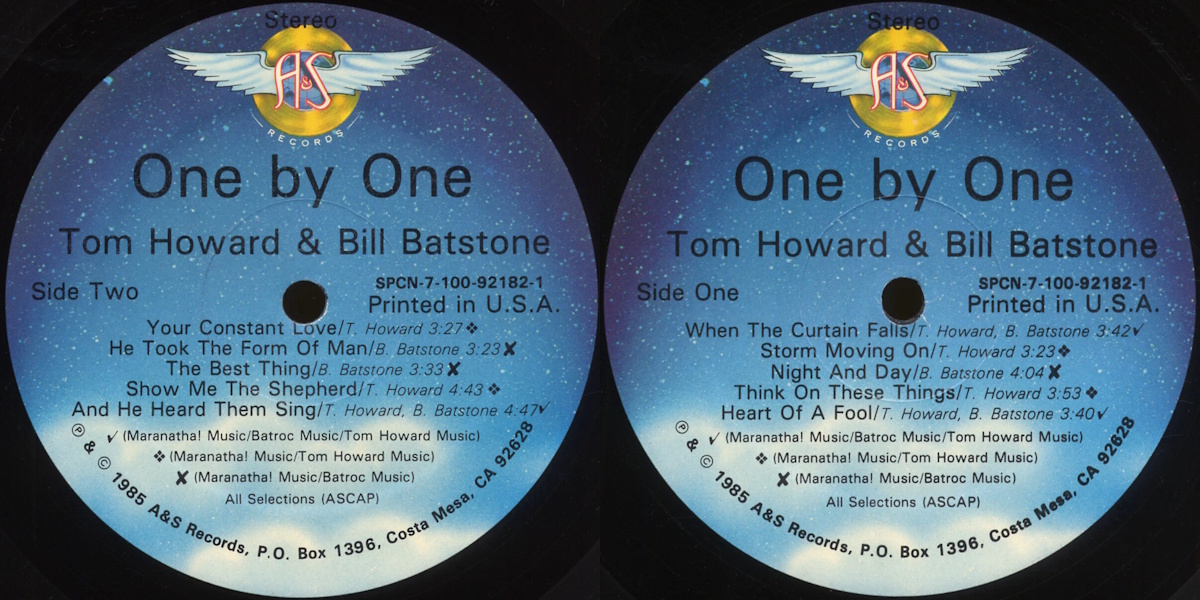 Stereo
A&S
RECORDS
One by One
Tom Howard & Bill Batstone
SPCN-7-100-92182-1
Side Two
Printed in U.S.A.
Your Constant Love/T. Howard 3:27❖
He Took The Form Of Man/B. Batstone 3:23✘
The Best Thing/B. Batstone 3:33✘
Show Me The Shepherd/T. Howard 4:43❖
And He Heard Them Sing/T. Howard, B. Batstone 4:47✓
✓(Maranatha! Music/Batroc Music/Tom Howard Music)
❖(Maranatha! Music/Tom Howard Music)
✘(Maranatha! Music/Batroc Music)
All Selections (ASCAP)
℗ & © 1985 A&S Records, P.O. Box 1396, Costa Mesa, CA 92628
Stereo
A&S
RECORDS
One by One
Tom Howard & Bill Batstone
SPCN-7-100-92182-1
Side One
Printed in U.S.A.
When The Curtain Falls/T. Howard, B. Batstone 3:42✓
Storm Moving On/T. Howard 3:23❖
Night And Day/B. Batstone 4:04✘
Think On These Things/T. Howard 3:53❖
Heart Of A Fool/T. Howard, B. Batstone 3:40✓
✓(Maranatha! Music/Batroc Music/Tom Howard Music)
❖(Maranatha! Music/Tom Howard Music)
✘(Maranatha! Music/Batroc Music)
All Selections (ASCAP)
℗ & © 1985 A&S Records, P.O. Box 1396, Costa Mesa, CA 92628